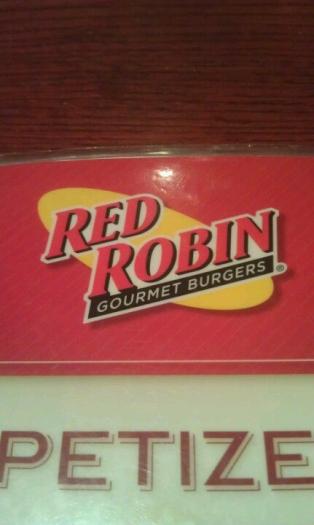 RED
ROBIN
GOURMET BURGERS ®
PETIZE